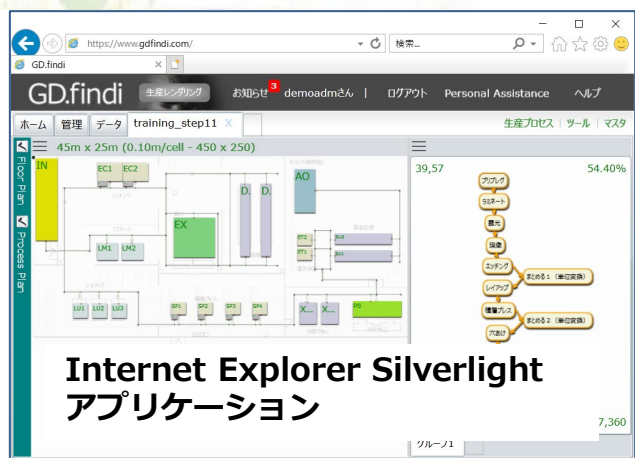 https://www.gdfindi.com/
検索...
GD.findi
GD.findi
生産レンダリング
お知らせ 3
demoadmさん |
ログアウト
Personal Assistance
ヘルプ
ホーム
管理
データ
training_step11 X
生産プロセス | ツール | マスタ
Floor Plan
Process Plan
45m x 25m (0.10m/cell - 450 x 250)
39,57
54.40%
IN
EC1 EC2
EX
D. D.
AO
LM1 LM2
LU1 LU2 LU3
SP1 SP2 SP3 SP4
ET2
ET1
BU1
X... X...
PS
プリプレグ
ラミネート
露光
現像
エッチング
まとめる1(単位変換)
レイアップ
積層プレス
まとめる2(単位変換)
穴あけ
Internet Explorer Silverlight
アプリケーション
7,360
グループ1